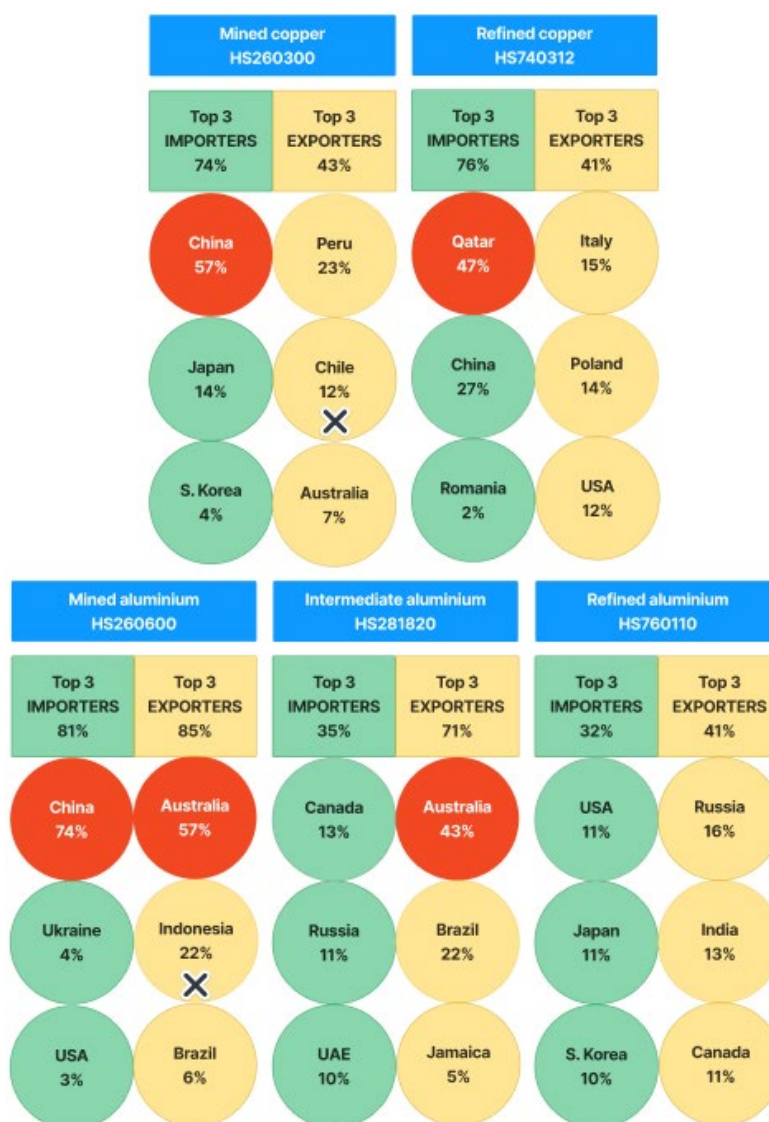 Mined copper
HS260300
Refined copper
HS740312
Top 3
IMPORTERS
74%
Top 3
EXPORTERS
43%
Top 3
IMPORTERS
76%
Top 3
EXPORTERS
41%
China
57%
Peru
23%
Qatar
47%
Italy
15%
Japan
14%
Chile
12%
China
27%
Poland
14%
S. Korea
4%
Australia
7%
Romania
2%
USA
12%
Mined aluminium
HS260600
Intermediate aluminium
HS281820
Refined aluminium
HS760110
Top 3
IMPORTERS
81%
Top 3
EXPORTERS
85%
Top 3
IMPORTERS
35%
Top 3
EXPORTERS
71%
Top 3
IMPORTERS
32%
Top 3
EXPORTERS
41%
China
74%
Australia
57%
Canada
13%
Australia
43%
USA
11%
Russia
16%
Ukraine
4%
Indonesia
22%
Russia
11%
Brazil
22%
Japan
11%
India
13%
USA
3%
Brazil
6%
UAE
10%
Jamaica
5%
S. Korea
10%
Canada
11%